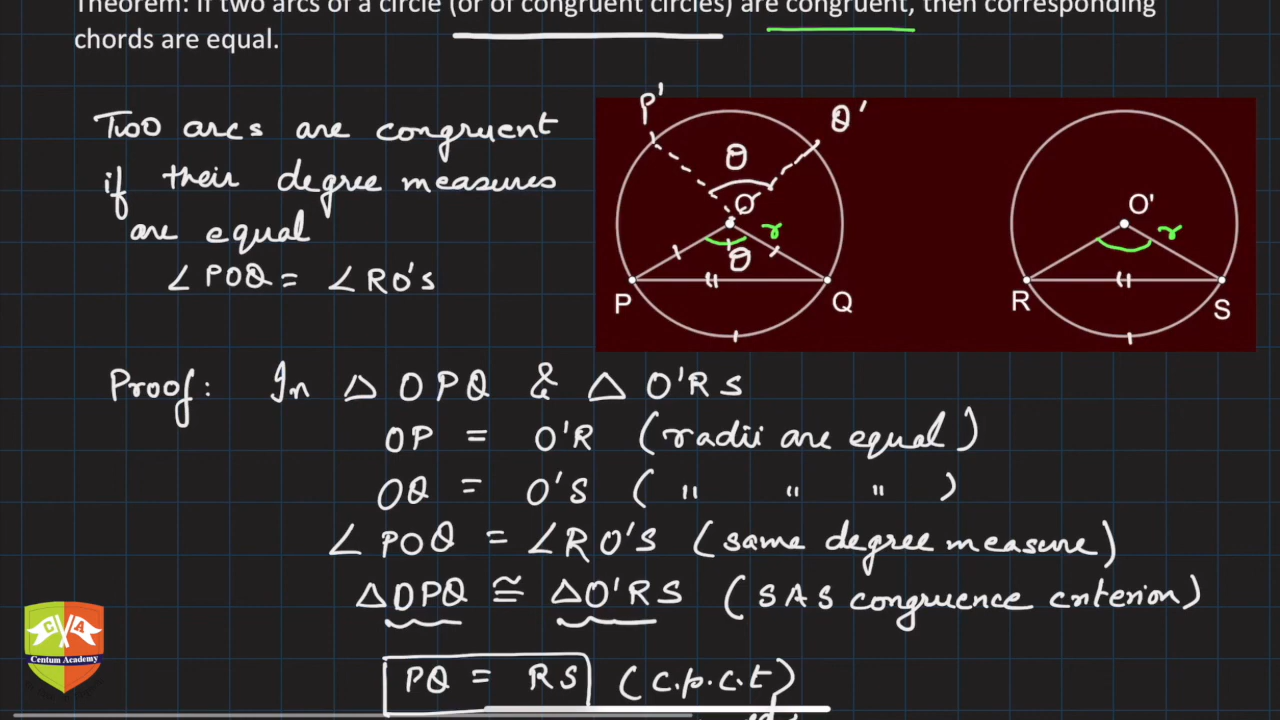 Theorem: If two arcs of a circle (or of congruent circles) are congruent, then corresponding
chords are equal.
Two arcs are congruent
if their degree measures
are equal
∠ POQ = ∠ RO's
P' Q'
θ
O r
θ
P Q
O' r
R S
Proof: In △ OPQ & △ O'RS
OP = O'R (radii are equal)
OQ = O'S ( " " " )
∠ POQ = ∠ RO'S (same degree measure)
△OPQ ≅ △O'RS (SAS congruence criterion)
PQ = RS (c.p.c.t)
C A
Centum Academy